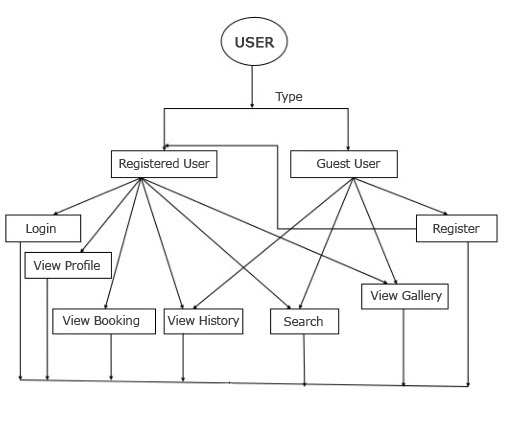 USER
Type
Registered User
Guest User
Login
Register
View Profile
View Gallery
View Booking
View History
Search